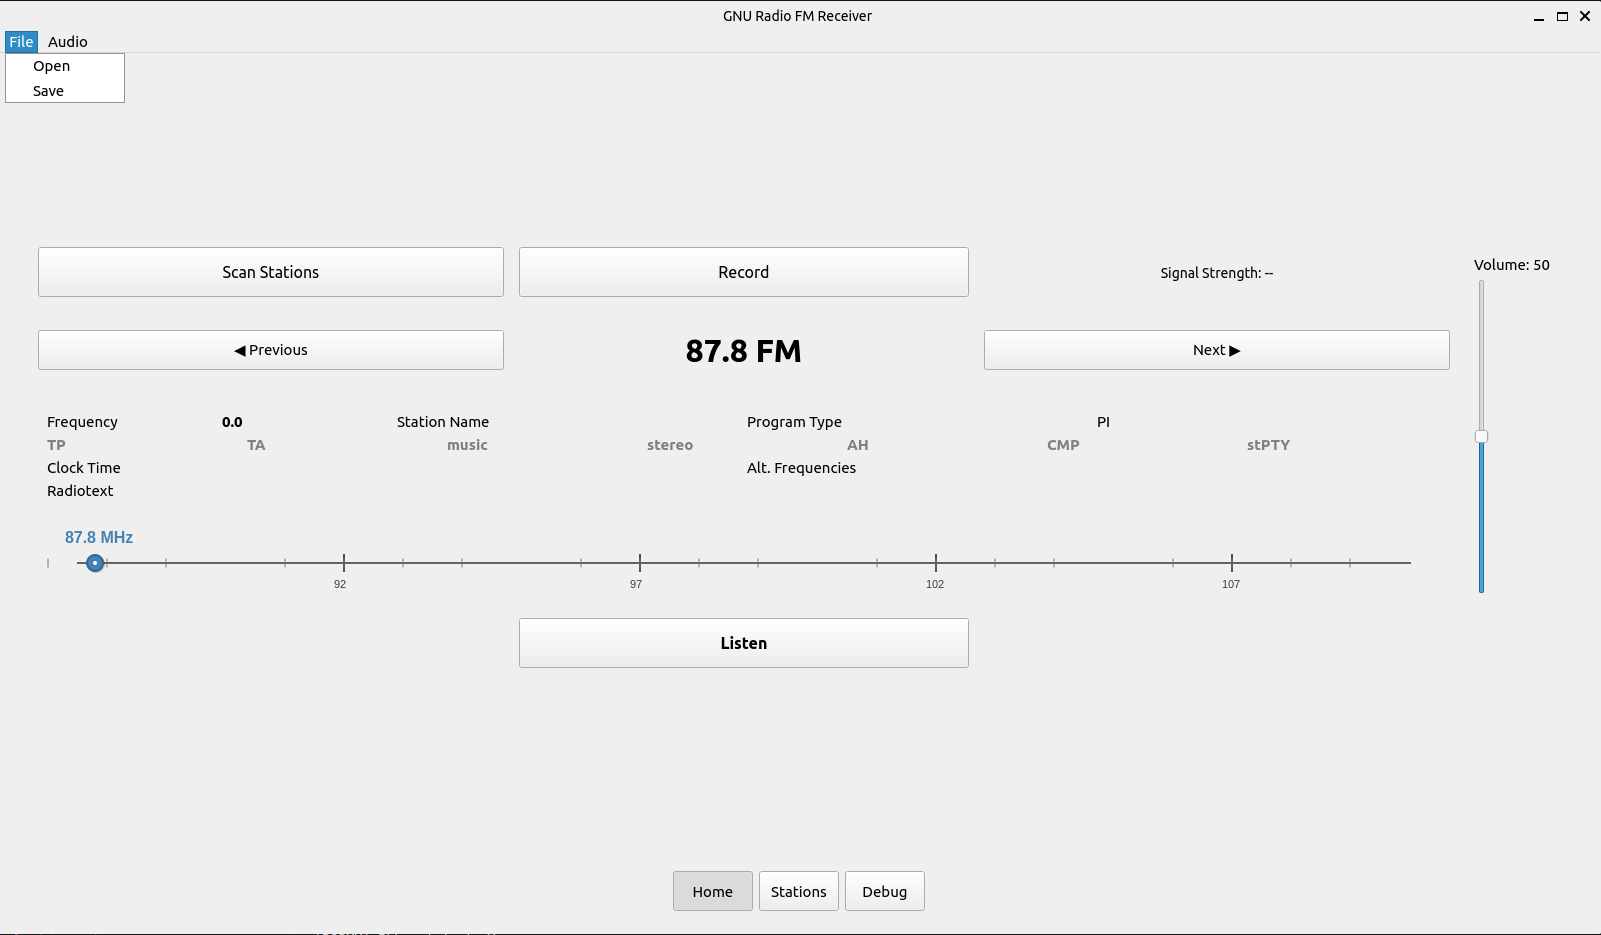 GNU Radio FM Receiver
File Audio
Open
Save
Scan Stations Record Signal Strength: -- Volume: 50
◀ Previous 87.8 FM Next ▶
Frequency 0.0 Station Name Program Type PI
TP TA music stereo AH CMP stPTY
Clock Time Alt. Frequencies
Radiotext
87.8 MHz
92 97 102 107
Listen
Home Stations Debug